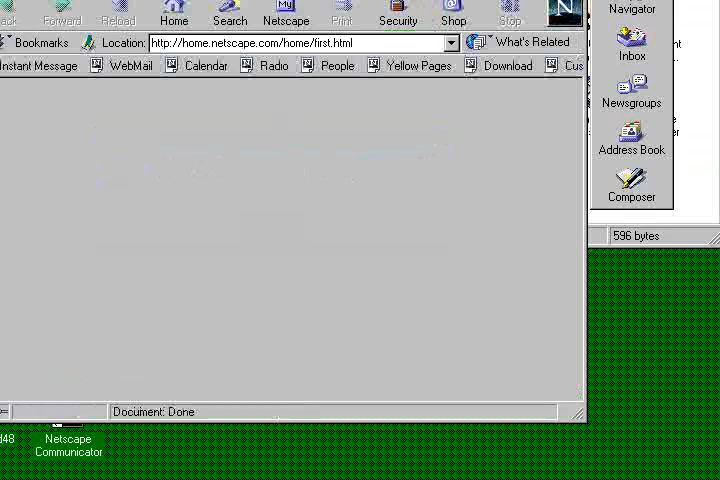 Forward Reload Home Search Netscape Print Security Shop Stop
Navigator
Bookmarks Location: http://home.netscape.com/home/first.html What's Related
Inbox
Instant Message WebMail Calendar Radio People Yellow Pages Download Cus
Newsgroups
Address Book
Composer
596 bytes
Document: Done
d48 Netscape
Communicator